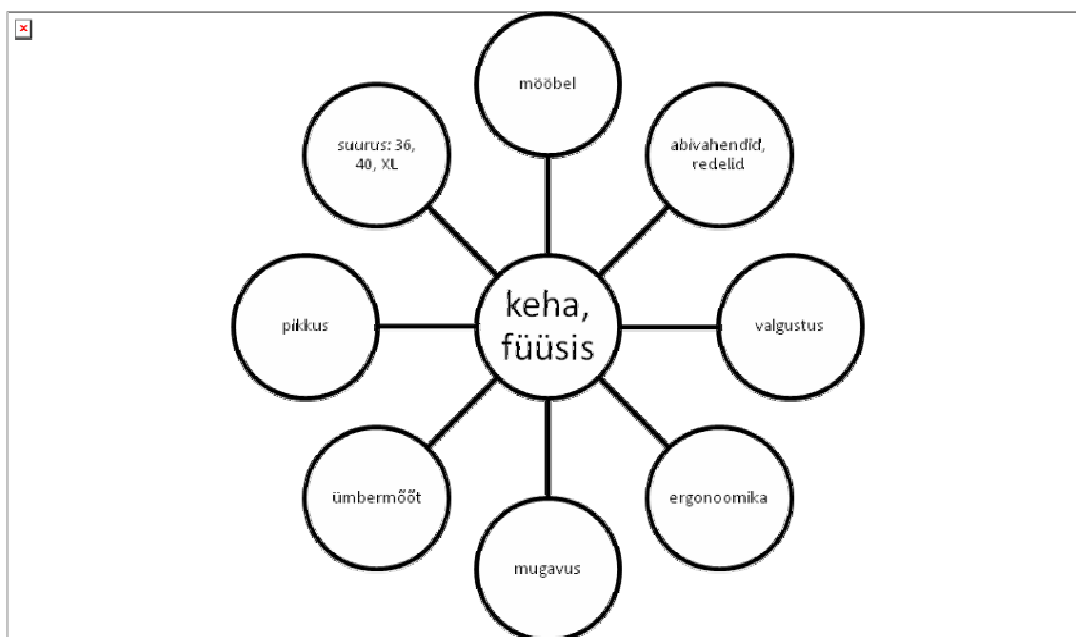 mööbel
abivahendid,
redelid
valgustus
ergonoomika
mugavus
ümbermõõt
pikkus
suurus: 36,
40, XL
keha,
füüsis